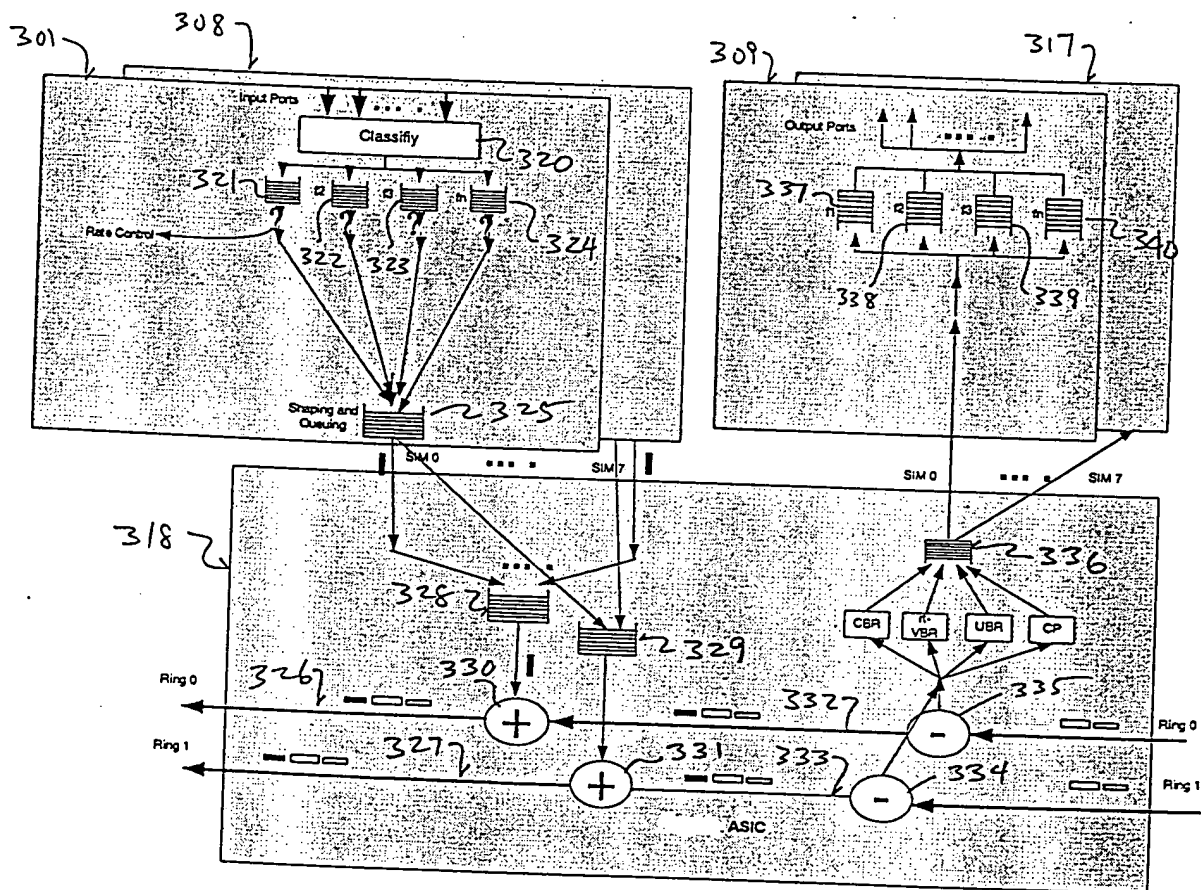 301
308
309
317
Input Ports
Classifiy
320
321
r2
r3
rn
Rate Control
322
323
324
Shaping and
Queuing
325
Output Ports
337
r1
r2
r3
rn
340
338
339
SIM 0
SIM 7
SIM 0
SIM 7
318
328
329
336
CBR
rt-
VBR
UBR
CP
330
335
Ring 0
326
+
332
-
Ring 0
Ring 1
327
+
331
333
-
334
Ring 1
ASIC